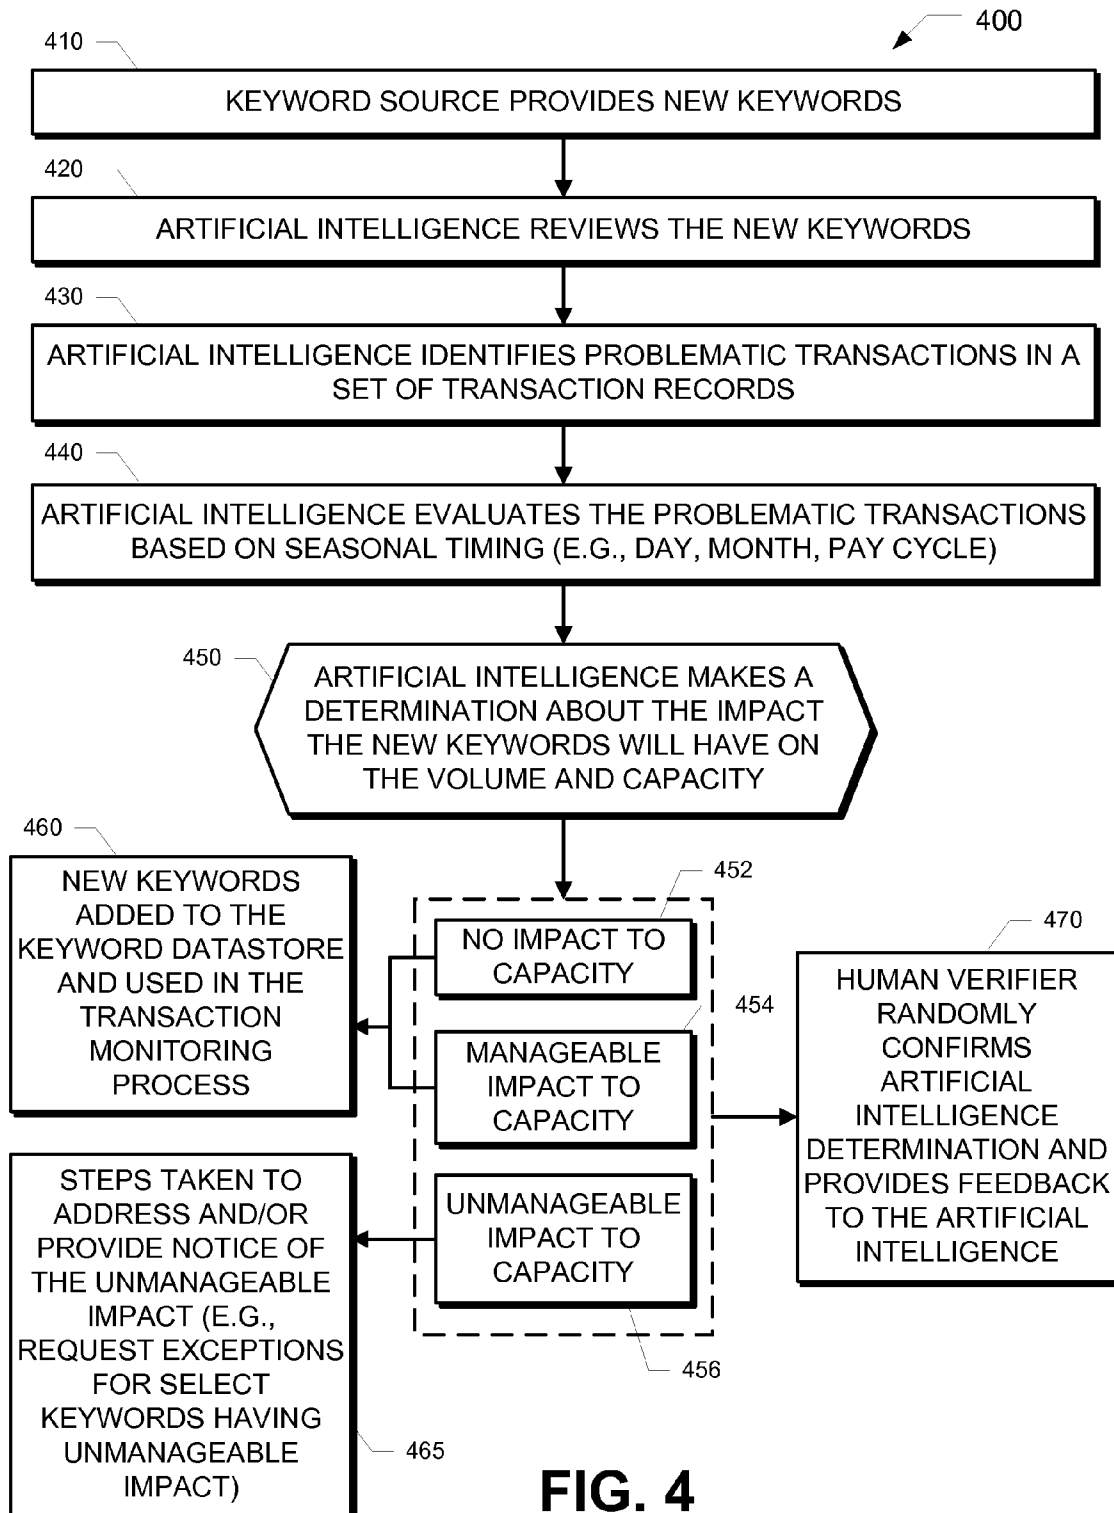 400
410
KEYWORD SOURCE PROVIDES NEW KEYWORDS
420
ARTIFICIAL INTELLIGENCE REVIEWS THE NEW KEYWORDS
430
ARTIFICIAL INTELLIGENCE IDENTIFIES PROBLEMATIC TRANSACTIONS IN A
SET OF TRANSACTION RECORDS
440
ARTIFICIAL INTELLIGENCE EVALUATES THE PROBLEMATIC TRANSACTIONS
BASED ON SEASONAL TIMING (E.G., DAY, MONTH, PAY CYCLE)
450
ARTIFICIAL INTELLIGENCE MAKES A
DETERMINATION ABOUT THE IMPACT
THE NEW KEYWORDS WILL HAVE ON
THE VOLUME AND CAPACITY
460
NEW KEYWORDS
ADDED TO THE
KEYWORD DATASTORE
AND USED IN THE
TRANSACTION
MONITORING
PROCESS
452
NO IMPACT TO
CAPACITY
454
MANAGEABLE
IMPACT TO
CAPACITY
UNMANAGEABLE
IMPACT TO
CAPACITY
456
470
HUMAN VERIFIER
RANDOMLY
CONFIRMS
ARTIFICIAL
INTELLIGENCE
DETERMINATION AND
PROVIDES FEEDBACK
TO THE ARTIFICIAL
INTELLIGENCE
STEPS TAKEN TO
ADDRESS AND/OR
PROVIDE NOTICE OF
THE UNMANAGEABLE
IMPACT (E.G.,
REQUEST EXCEPTIONS
FOR SELECT
KEYWORDS HAVING
UNMANAGEABLE
IMPACT)
465
FIG. 4